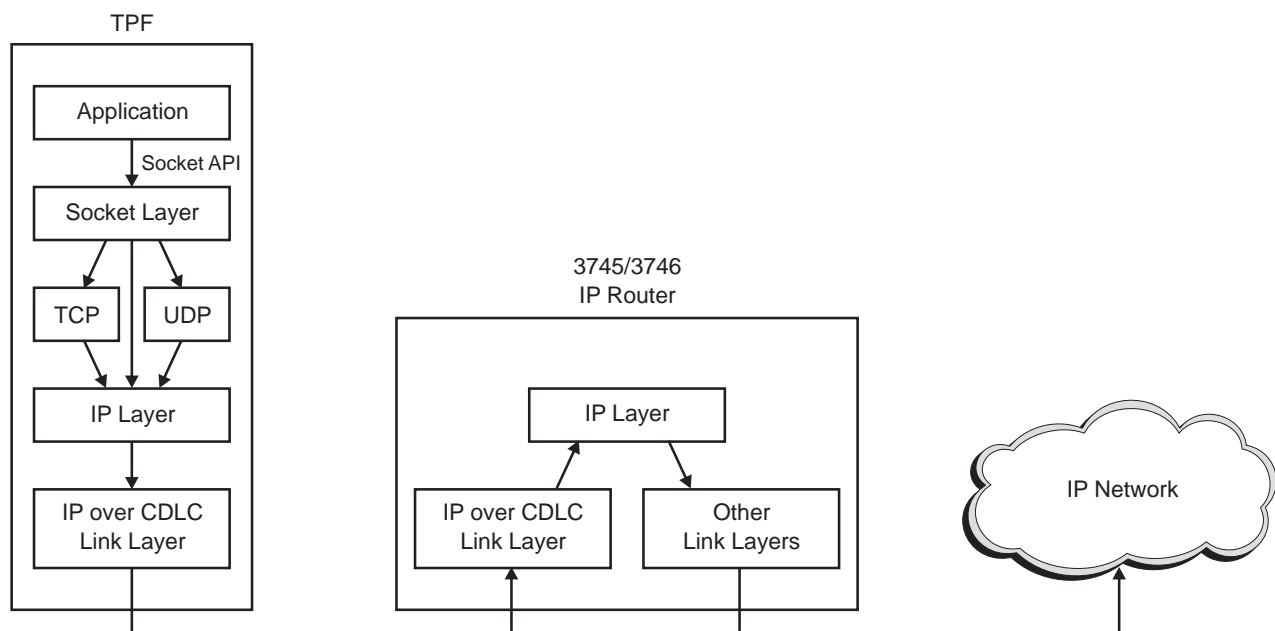 TPF
Application
Socket API
Socket Layer
TCP
UDP
IP Layer
IP over CDLC
Link Layer
3745/3746
IP Router
IP Layer
IP over CDLC
Link Layer
Other
Link Layers
IP Network